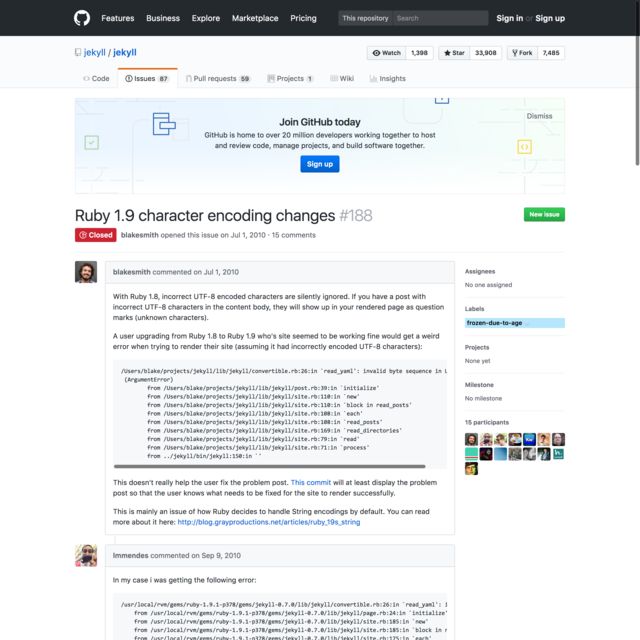 Features Business Explore Marketplace Pricing This repository Search Sign in or Sign up
jekyll / jekyll Watch 1,398 Star 33,908 Fork 7,485
Code Issues 87 Pull requests 59 Projects 1 Wiki Insights
Join GitHub today
Dismiss
GitHub is home to over 20 million developers working together to host
and review code, manage projects, and build software together.
Sign up
Ruby 1.9 character encoding changes #188
New issue
Closed blakesmith opened this issue on Jul 1, 2010 · 15 comments
blakesmith commented on Jul 1, 2010
With Ruby 1.8, incorrect UTF-8 encoded characters are silently ignored. If you have a post with
incorrect UTF-8 characters in the content body, they will show up in your rendered page as question
marks (unknown characters).
A user upgrading from Ruby 1.8 to Ruby 1.9 who's site seemed to be working fine would get a weird
error when trying to render their site (assuming it had incorrectly encoded UTF-8 characters):
/Users/blake/projects/jekyll/lib/jekyll/convertible.rb:26:in `read_yaml': invalid byte sequence in
(ArgumentError)
from /Users/blake/projects/jekyll/lib/jekyll/post.rb:39:in `initialize'
from /Users/blake/projects/jekyll/lib/jekyll/site.rb:110:in `new'
from /Users/blake/projects/jekyll/lib/jekyll/site.rb:110:in `block in read_posts'
from /Users/blake/projects/jekyll/lib/jekyll/site.rb:108:in `each'
from /Users/blake/projects/jekyll/lib/jekyll/site.rb:108:in `read_posts'
from /Users/blake/projects/jekyll/lib/jekyll/site.rb:169:in `read_directories'
from /Users/blake/projects/jekyll/lib/jekyll/site.rb:79:in `read'
from /Users/blake/projects/jekyll/lib/jekyll/site.rb:71:in `process'
from ../jekyll/bin/jekyll:150:in `'
This doesn't really help the user fix the problem post. This commit will at least display the problem
post so that the user knows what needs to be fixed for the site to render successfully.
This is mainly an issue of how Ruby decides to handle String encodings by default. You can read
more about it here: http://blog.grayproductions.net/articles/ruby_19s_string
Assignees
No one assigned
Labels
frozen-due-to-age
Projects
None yet
Milestone
No milestone
15 participants
lmmendes commented on Sep 9, 2010
In my case i was getting the following error:
/usr/local/rvm/gems/ruby-1.9.1-p378/gems/jekyll-0.7.0/lib/jekyll/convertible.rb:26:in `read_yaml':
from /usr/local/rvm/gems/ruby-1.9.1-p378/gems/jekyll-0.7.0/lib/jekyll/page.rb:24:in `initialize'
from /usr/local/rvm/gems/ruby-1.9.1-p378/gems/jekyll-0.7.0/lib/jekyll/site.rb:185:in `new'
from /usr/local/rvm/gems/ruby-1.9.1-p378/gems/jekyll-0.7.0/lib/jekyll/site.rb:185:in `block in
from /usr/local/rvm/gems/ruby-1.9.1-p378/gems/jekyll-0.7.0/lib/jekyll/site.rb:175:in `each'